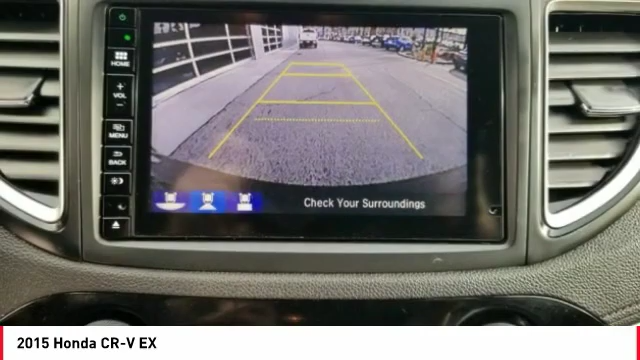 HOME
+
VOL
−
MENU
BACK
Check Your Surroundings
2015 Honda CR-V EX